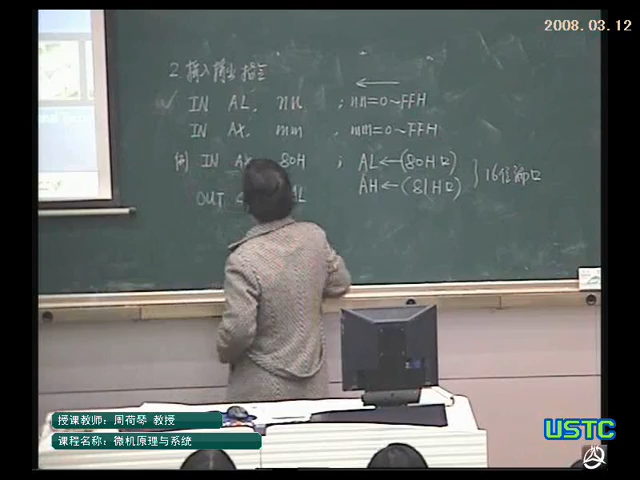 2008.03.12
2.输入输出指令
IN AL, nn ; nn=0~FFH
IN AX, nn ; nn=0~FFH
例 IN AX 80H ; AL←(80H口)
AH←(81H口) } 16位端口
OUT L
授课教师：周荷琴 教授
课程名称：微机原理与系统
USTC